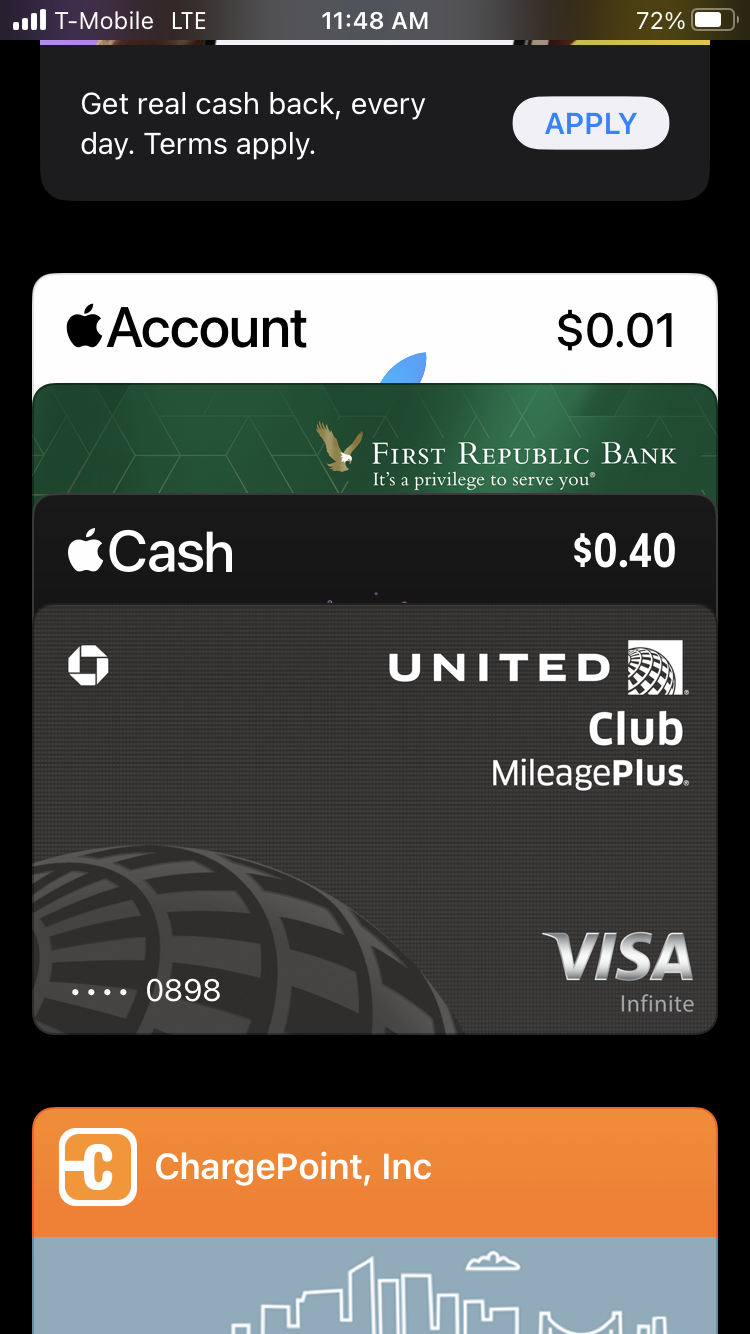 T-Mobile LTE 11:48 AM 72%
Get real cash back, every
day. Terms apply.
APPLY
Account $0.01
First Republic Bank
It's a privilege to serve you®
Cash $0.40
UNITED
Club
MileagePlus®
VISA
Infinite
•••• 0898
C
ChargePoint, Inc